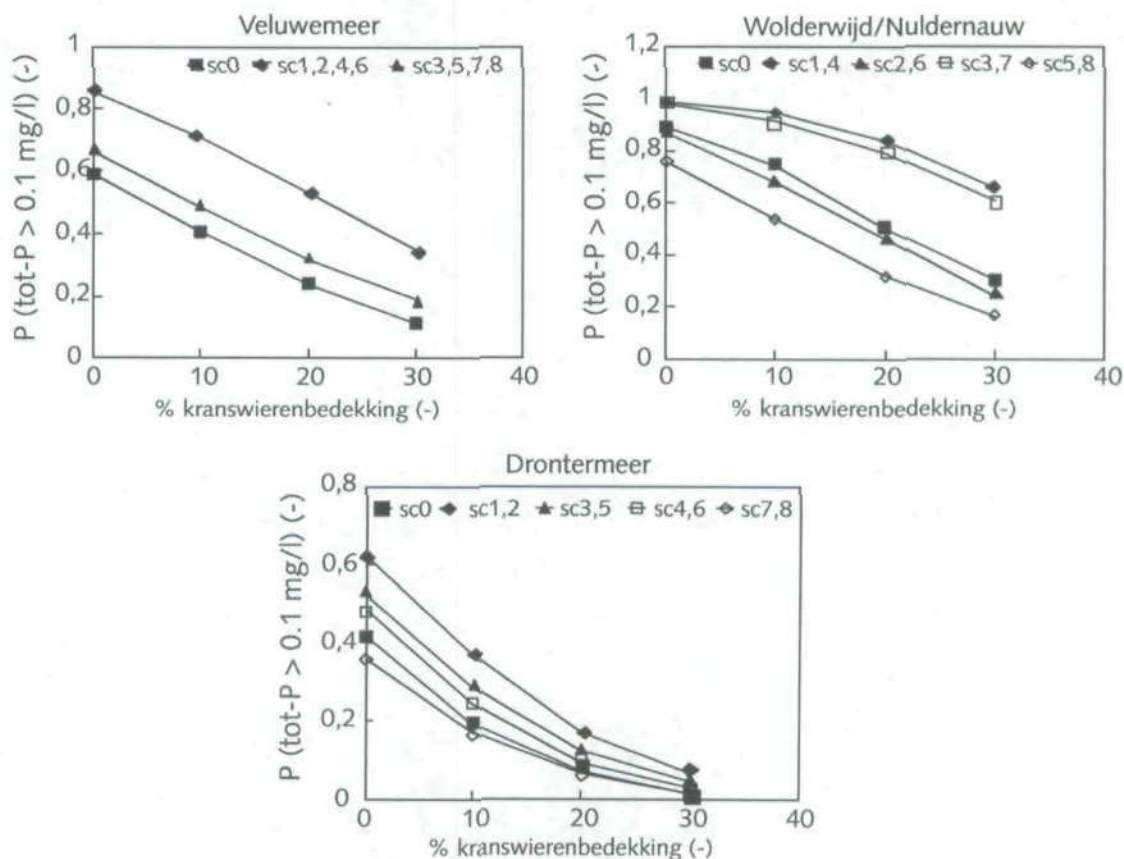 Veluwemeer
P (tot-P > 0.1 mg/l) (-)
1
0,8
0,6
0,4
0,2
0
sc0 sc1,2,4,6 sc3,5,7,8
0 10 20 30 40
% kranswierenbedekking (-)
Wolderwijd/Nuldernauw
P (tot-P > 0.1 mg/l) (-)
1,2
1
0,8
0,6
0,4
0,2
0
sc0 sc1,4 sc2,6 sc3,7 sc5,8
0 10 20 30 40
% kranswierenbedekking (-)
Drontermeer
P (tot-P > 0.1 mg/l) (-)
0,8
0,6
0,4
0,2
0
sc0 sc1,2 sc3,5 sc4,6 sc7,8
0 10 20 30 40
% kranswierenbedekking (-)